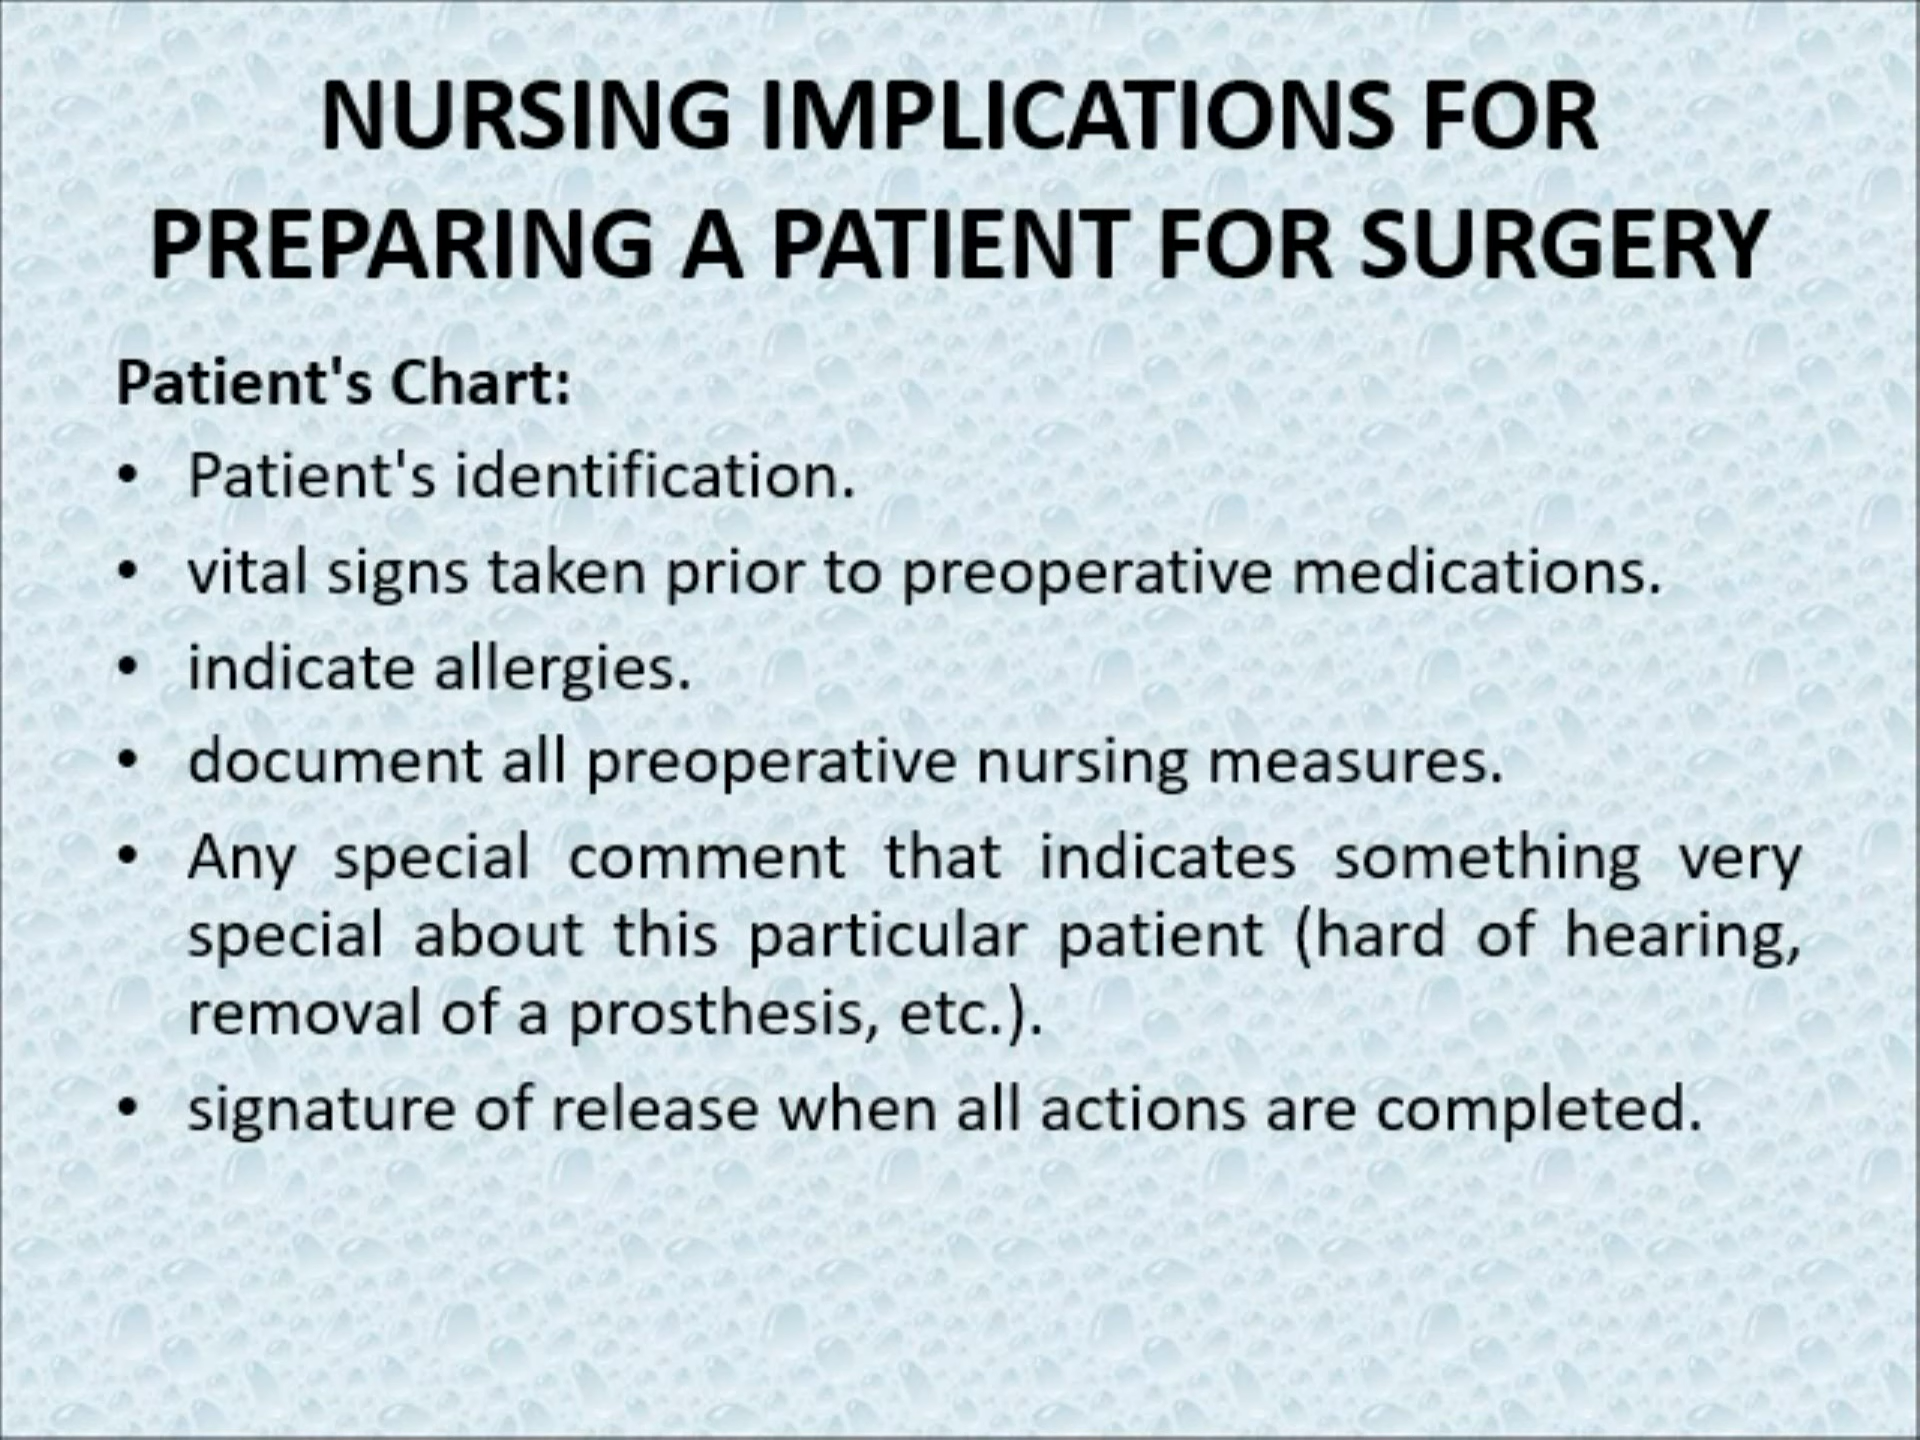 NURSING IMPLICATIONS FOR
PREPARING A PATIENT FOR SURGERY
Patient's Chart:
• Patient's identification.
• vital signs taken prior to preoperative medications.
• indicate allergies.
• document all preoperative nursing measures.
• Any special comment that indicates something very
special about this particular patient (hard of hearing,
removal of a prosthesis, etc.).
• signature of release when all actions are completed.